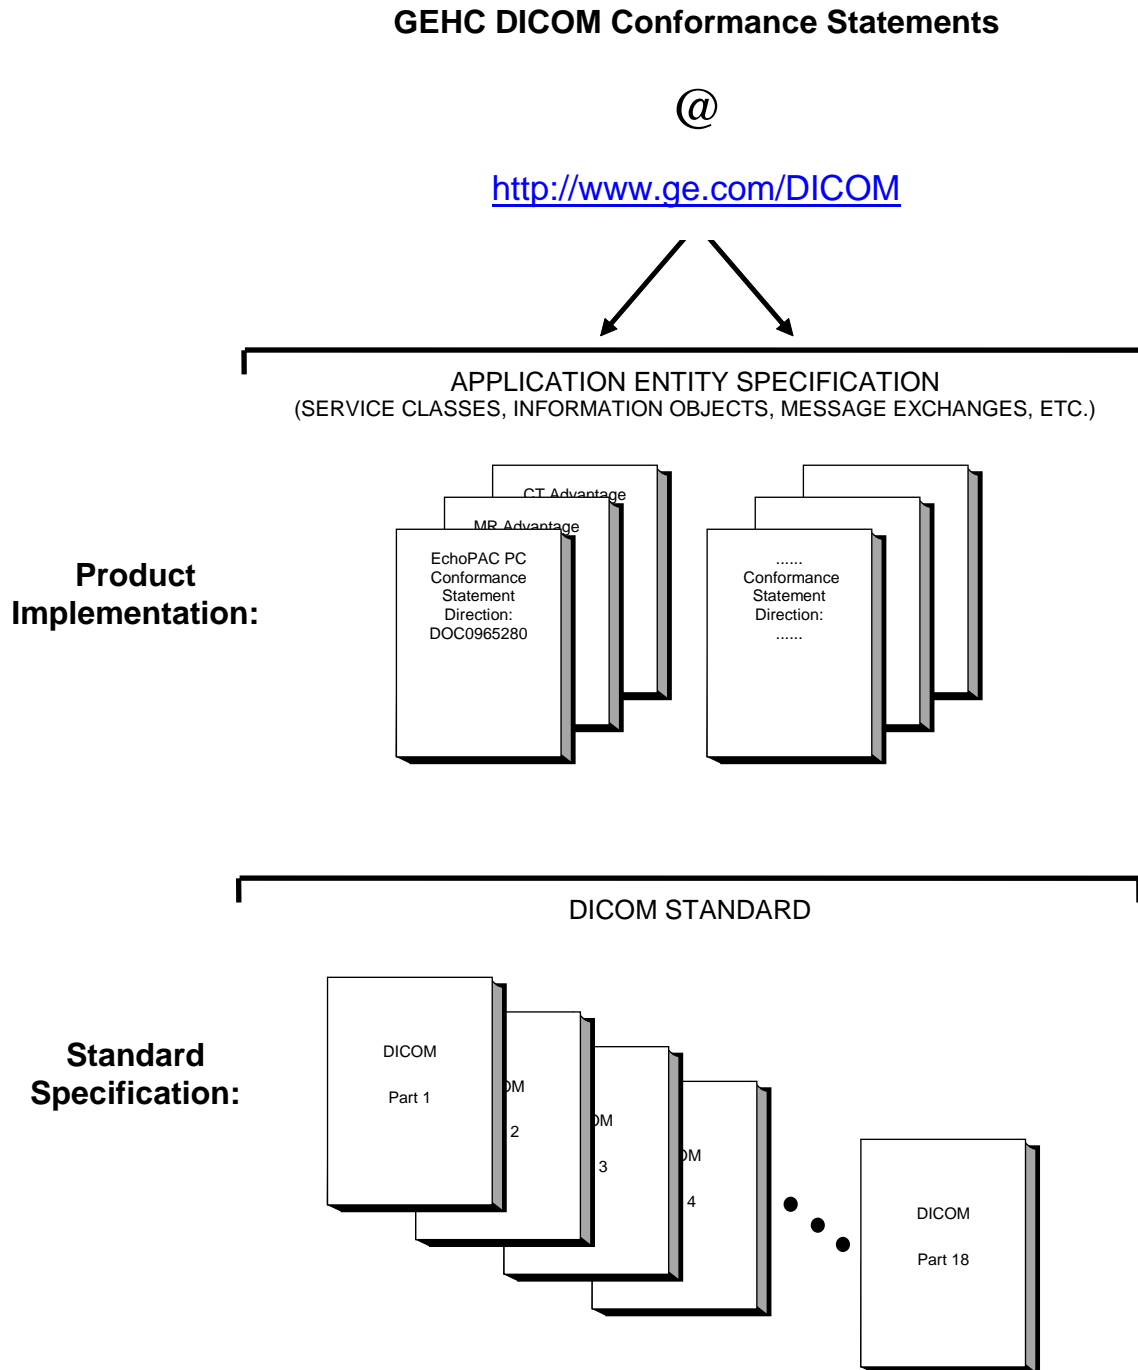 GEHC DICOM Conformance Statements
@
http://www.ge.com/DICOM
APPLICATION ENTITY SPECIFICATION
(SERVICE CLASSES, INFORMATION OBJECTS, MESSAGE EXCHANGES, ETC.)
CT Advantage
MR Advantage
EchoPAC PC
Conformance
Statement
Direction:
DOC0965280
......
Conformance
Statement
Direction:
......
Product
Implementation:
DICOM STANDARD
Standard
Specification:
DICOM
Part 1
OM
2
OM
3
OM
4
DICOM
Part 18